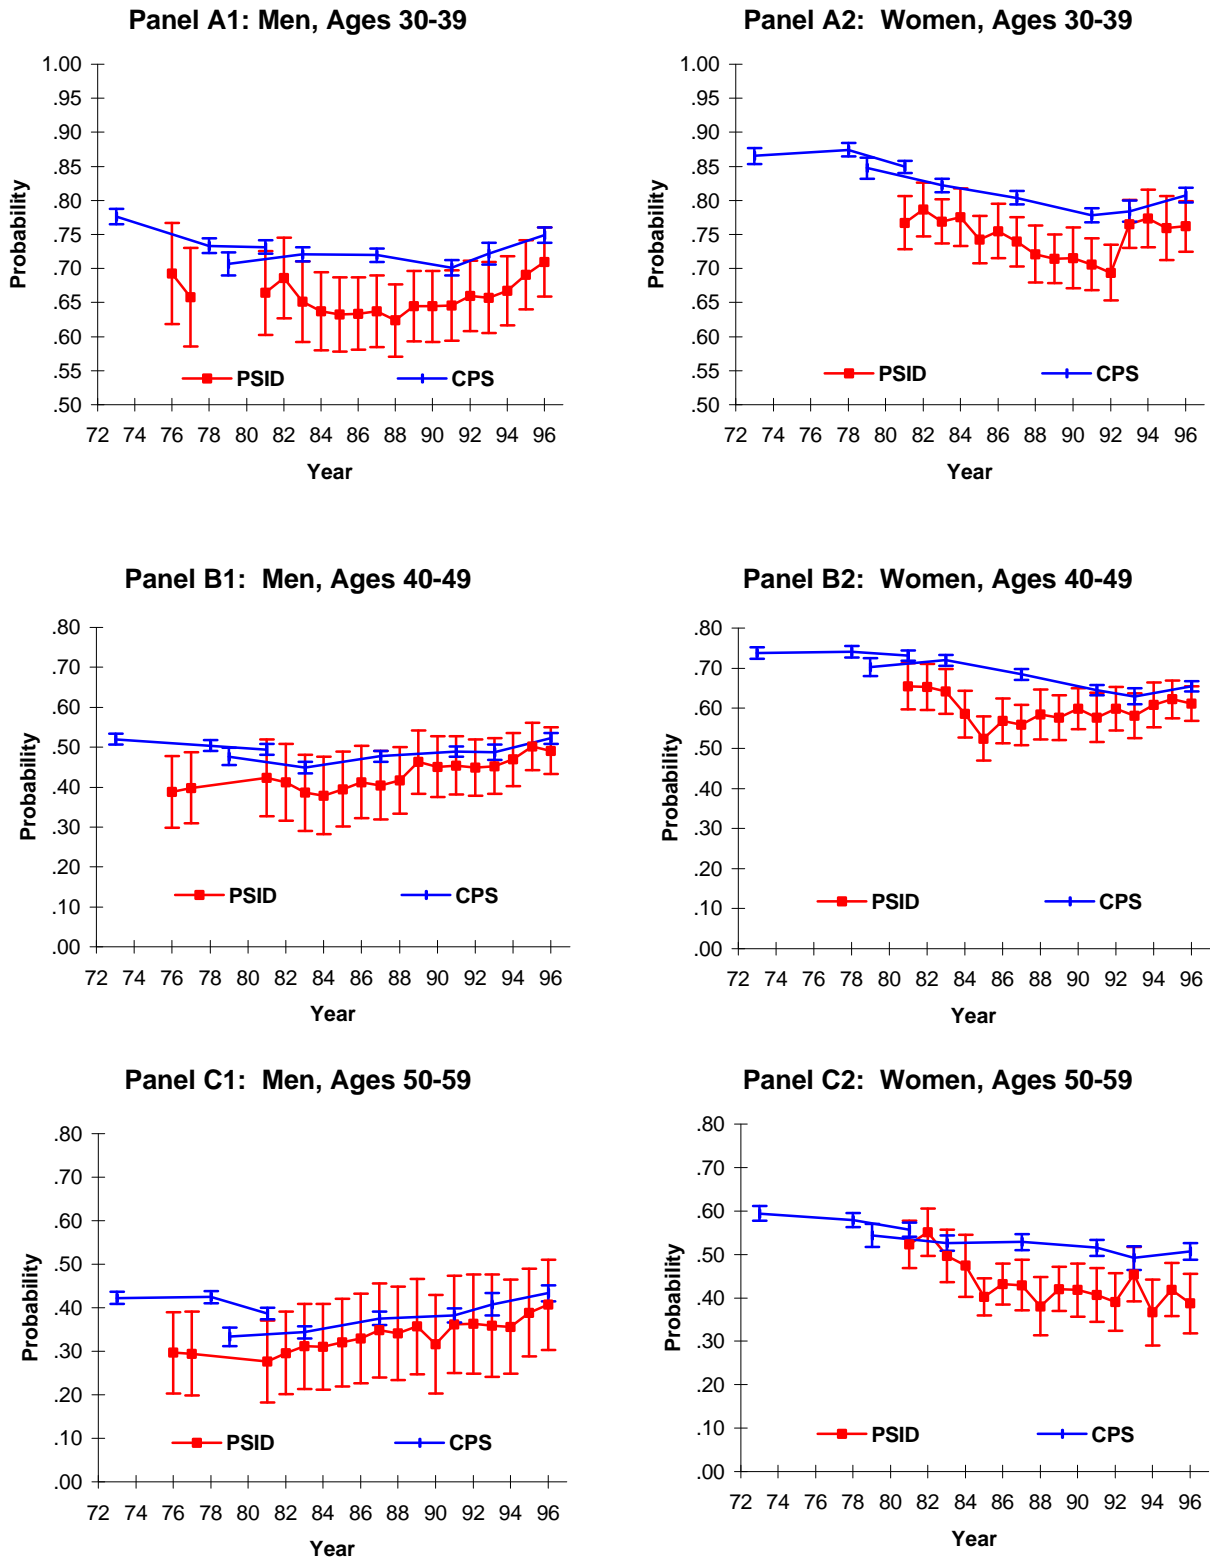 Panel A1: Men, Ages 30-39
1.00
.95
.90
.85
.80
.75
.70
.65
.60
.55
.50
Probability
PSID
CPS
72 74 76 78 80 82 84 86 88 90 92 94 96
Year
Panel A2: Women, Ages 30-39
1.00
.95
.90
.85
.80
.75
.70
.65
.60
.55
.50
Probability
PSID
CPS
72 74 76 78 80 82 84 86 88 90 92 94 96
Year
Panel B1: Men, Ages 40-49
.80
.70
.60
.50
.40
.30
.20
.10
.00
Probability
PSID
CPS
72 74 76 78 80 82 84 86 88 90 92 94 96
Year
Panel B2: Women, Ages 40-49
.80
.70
.60
.50
.40
.30
.20
.10
.00
Probability
PSID
CPS
72 74 76 78 80 82 84 86 88 90 92 94 96
Year
Panel C1: Men, Ages 50-59
.80
.70
.60
.50
.40
.30
.20
.10
.00
Probability
PSID
CPS
72 74 76 78 80 82 84 86 88 90 92 94 96
Year
Panel C2: Women, Ages 50-59
.80
.70
.60
.50
.40
.30
.20
.10
.00
Probability
PSID
CPS
72 74 76 78 80 82 84 86 88 90 92 94 96
Year